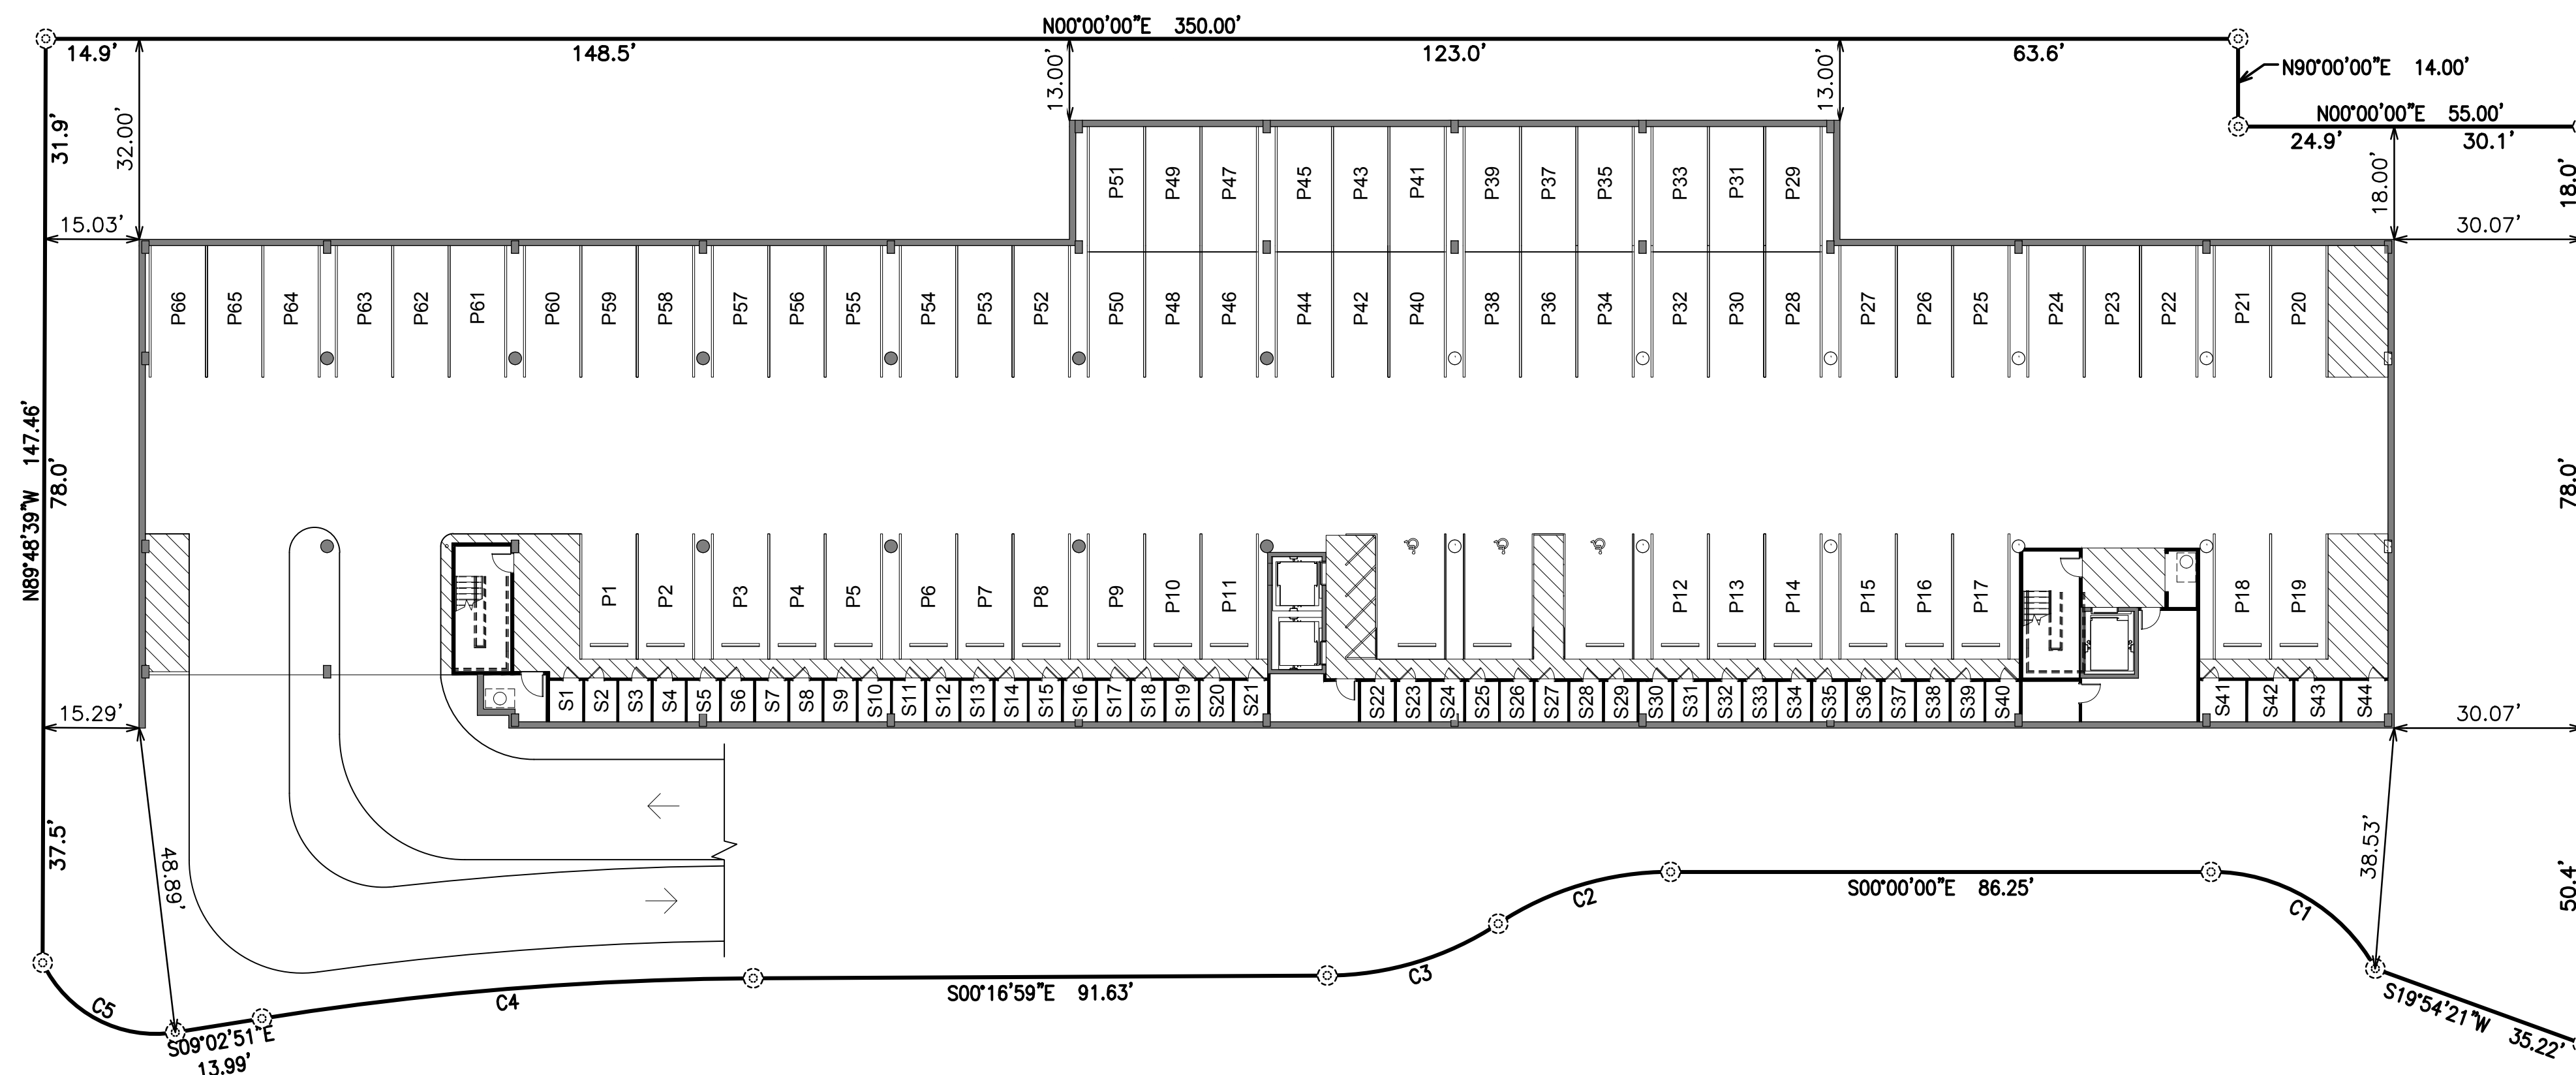 N00°00'00"E 350.00'
14.9'
148.5'
123.0'
63.6'
N90°00'00"E 14.00'
N00°00'00"E 55.00'
24.9'
30.1'
31.9'
32.00'
13.00'
13.00'
18.00'
18.0'
15.03'
30.07'
P51
P49
P47
P45
P43
P41
P39
P37
P35
P33
P31
P29
P66
P65
P64
P63
P62
P61
P60
P59
P58
P57
P56
P55
P54
P53
P52
P50
P48
P46
P44
P42
P40
P38
P36
P34
P32
P30
P28
P27
P26
P25
P24
P23
P22
P21
P20
N89°48'39"W 147.46'
78.0'
78.0'
P1
P2
P3
P4
P5
P6
P7
P8
P9
P10
P11
P12
P13
P14
P15
P16
P17
P18
P19
S1
S2
S3
S4
S5
S6
S7
S8
S9
S10
S11
S12
S13
S14
S15
S16
S17
S18
S19
S20
S21
S22
S23
S24
S25
S26
S27
S28
S29
S30
S31
S32
S33
S34
S35
S36
S37
S38
S39
S40
S41
S42
S43
S44
15.29'
30.07'
37.5'
48.89'
38.53'
50.4'
S00°00'00"E 86.25'
C2
C1
C3
C4
C5
S00°16'59"E 91.63'
S09°02'51"E
13.99'
S19°54'21"W 35.22'